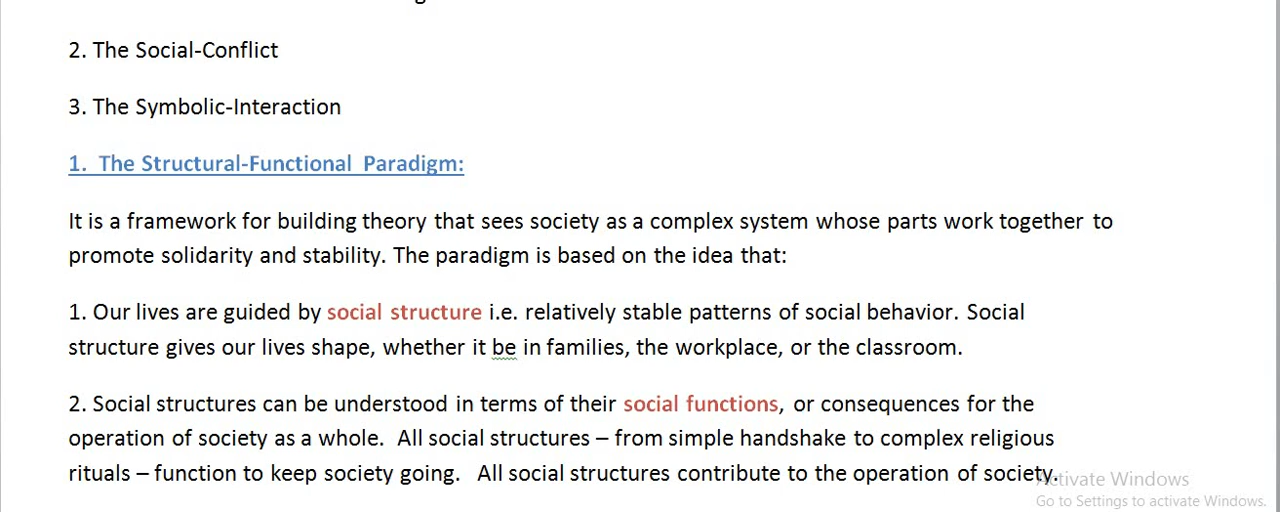 2. The Social-Conflict
3. The Symbolic-Interaction
1. The Structural-Functional Paradigm:
It is a framework for building theory that sees society as a complex system whose parts work together to
promote solidarity and stability. The paradigm is based on the idea that:
1. Our lives are guided by social structure i.e. relatively stable patterns of social behavior. Social
structure gives our lives shape, whether it be in families, the workplace, or the classroom.
2. Social structures can be understood in terms of their social functions, or consequences for the
operation of society as a whole. All social structures – from simple handshake to complex religious
rituals – function to keep society going. All social structures contribute to the operation of society.
Activate Windows
Go to Settings to activate Windows.